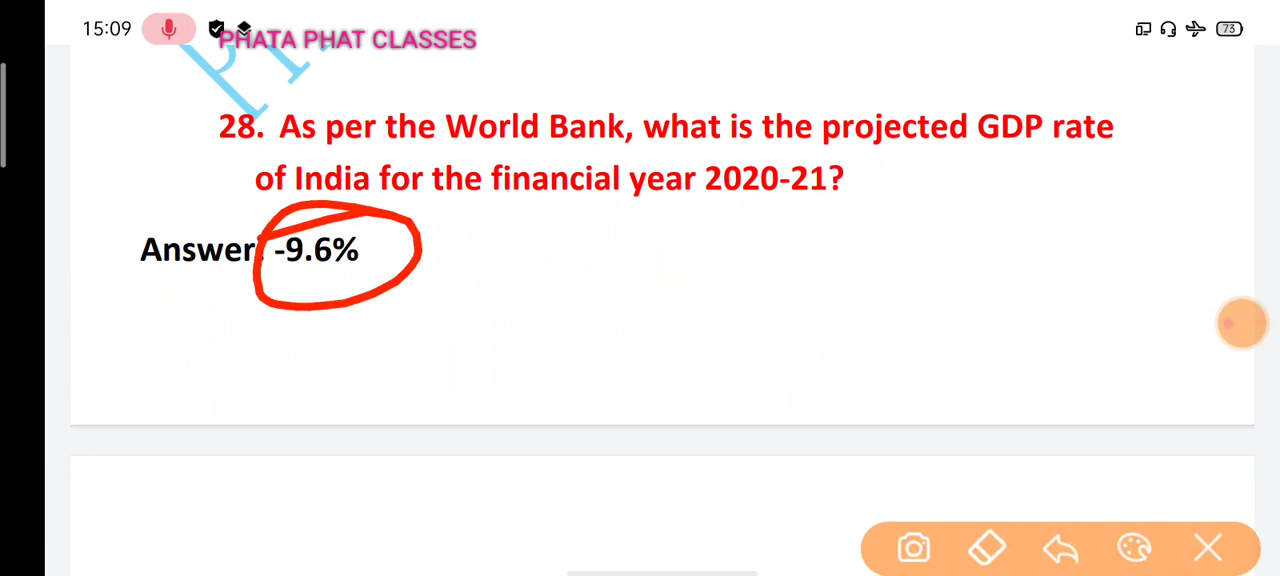 15:09
73
PHATA PHAT CLASSES
28. As per the World Bank, what is the projected GDP rate
of India for the financial year 2020-21?
Answer: -9.6%